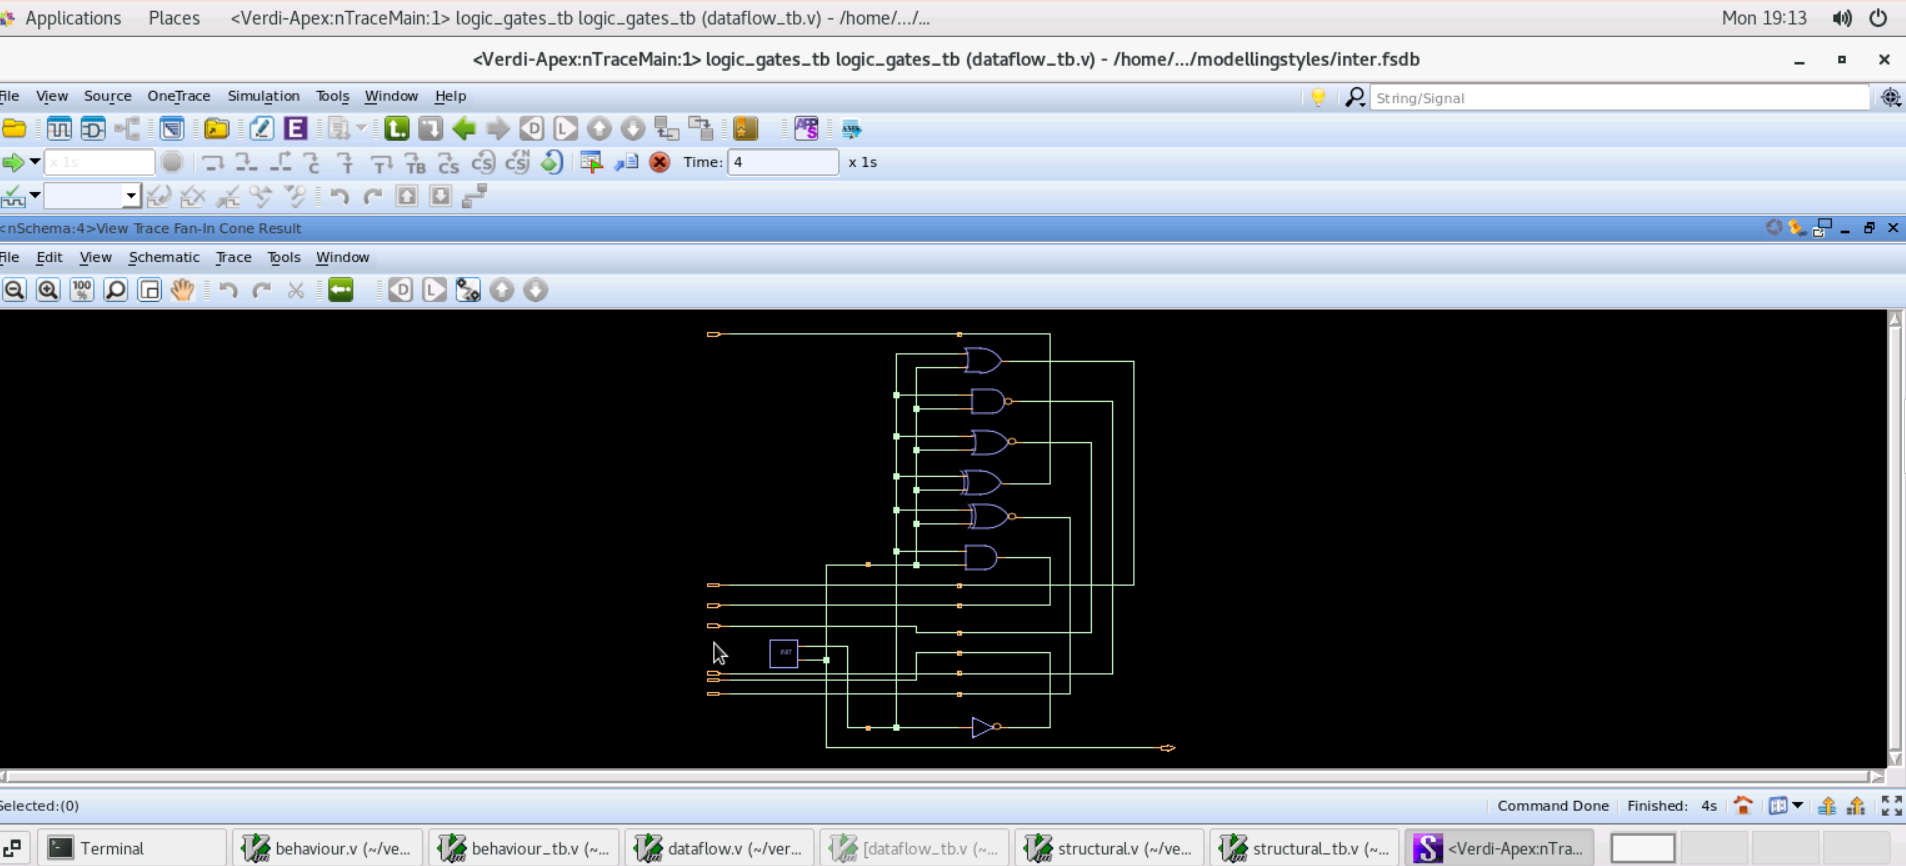 Applications Places <Verdi-Apex:nTraceMain:1> logic_gates_tb logic_gates_tb (dataflow_tb.v) - /home/.../... Mon 19:13
<Verdi-Apex:nTraceMain:1> logic_gates_tb logic_gates_tb (dataflow_tb.v) - /home/.../modellingstyles/inter.fsdb
File View Source OneTrace Simulation Tools Window Help String/Signal
x 1s Time: 4 x 1s
<nSchema:4>View Trace Fan-In Cone Result
File Edit View Schematic Trace Tools Window
100 %
INIT
Selected:(0) Command Done Finished: 4s
Terminal behaviour.v (~/ve... behaviour_tb.v (~... dataflow.v (~/ver... [dataflow_tb.v (~... structural.v (~/ve... structural_tb.v (~... <Verdi-Apex:nTra...